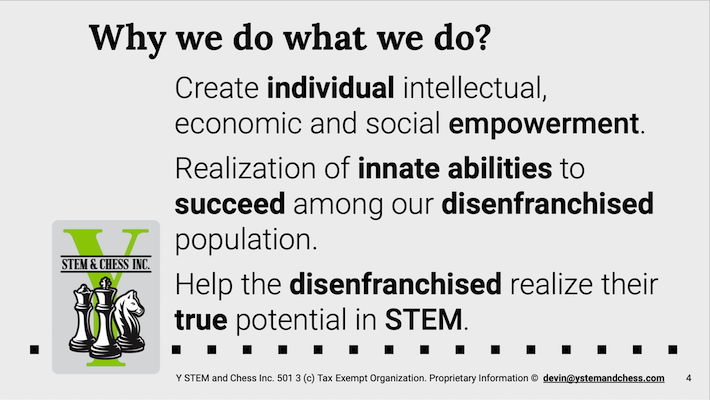 Why we do what we do?
Create individual intellectual,
economic and social empowerment.
Realization of innate abilities to
succeed among our disenfranchised
population.
Help the disenfranchised realize their
true potential in STEM.
Y
STEM & CHESS INC.
Y STEM and Chess Inc. 501 3 (c) Tax Exempt Organization. Proprietary Information © devin@ystemandchess.com 4